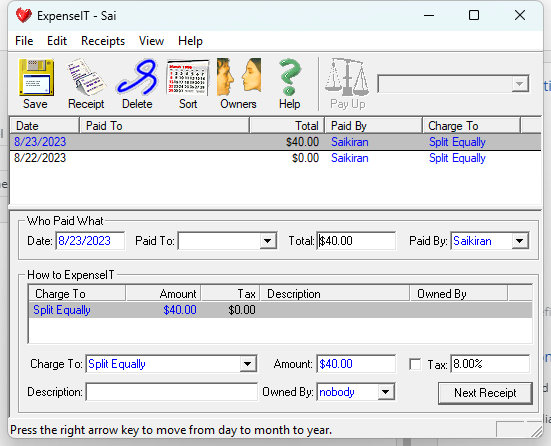 ExpenseIT - Sai
File Edit Receipts View Help
Save Receipt Delete Sort Owners Help Pay Up
Date Paid To Total Paid By Charge To
8/23/2023 $40.00 Saikiran Split Equally
8/22/2023 $0.00 Saikiran Split Equally
Who Paid What
Date: 8/23/2023 Paid To: Total: $40.00 Paid By: Saikiran
How to ExpenseIT
Charge To Amount Tax Description Owned By
Split Equally $40.00 $0.00
Charge To: Split Equally Amount: $40.00 Tax: 8.00%
Description: Owned By: nobody Next Receipt
Press the right arrow key to move from day to month to year.